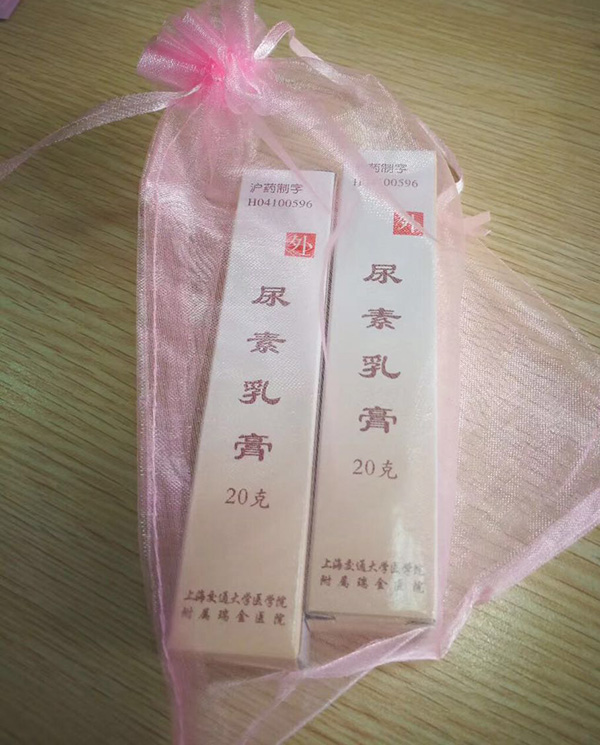 沪药制字
H04100596
外
尿素乳膏
20克
上海交通大学医学院
附属瑞金医院
药制字
H 00596
外
尿素乳膏
20克
上海交通大学医学院
附属瑞金医院